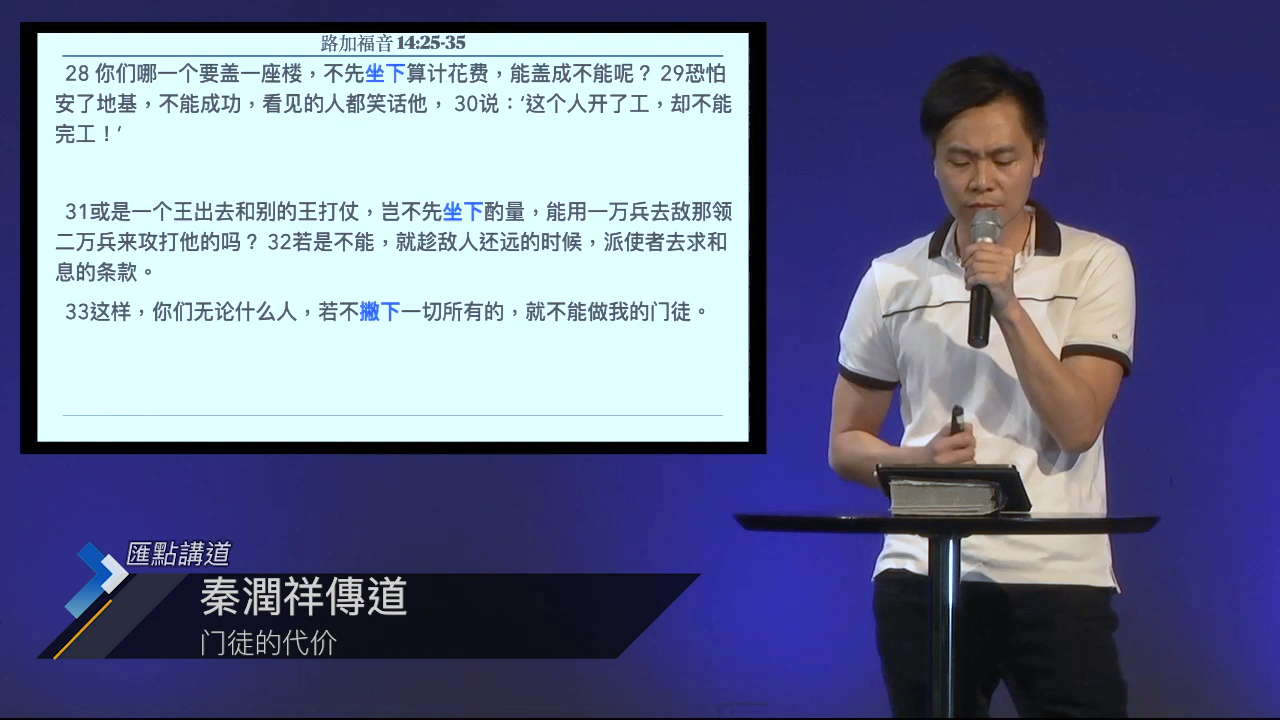 路加福音 14:25-35
28 你们哪一个要盖一座楼，不先坐下算计花费，能盖成不能呢？ 29恐怕
安了地基，不能成功，看见的人都笑话他， 30说：‘这个人开了工，却不能
完工！’
31或是一个王出去和别的王打仗，岂不先坐下酌量，能用一万兵去敌那领
二万兵来攻打他的吗？ 32若是不能，就趁敌人还远的时候，派使者去求和
息的条款。
33这样，你们无论什么人，若不撇下一切所有的，就不能做我的门徒。
匯點講道
秦潤祥傳道
门徒的代价